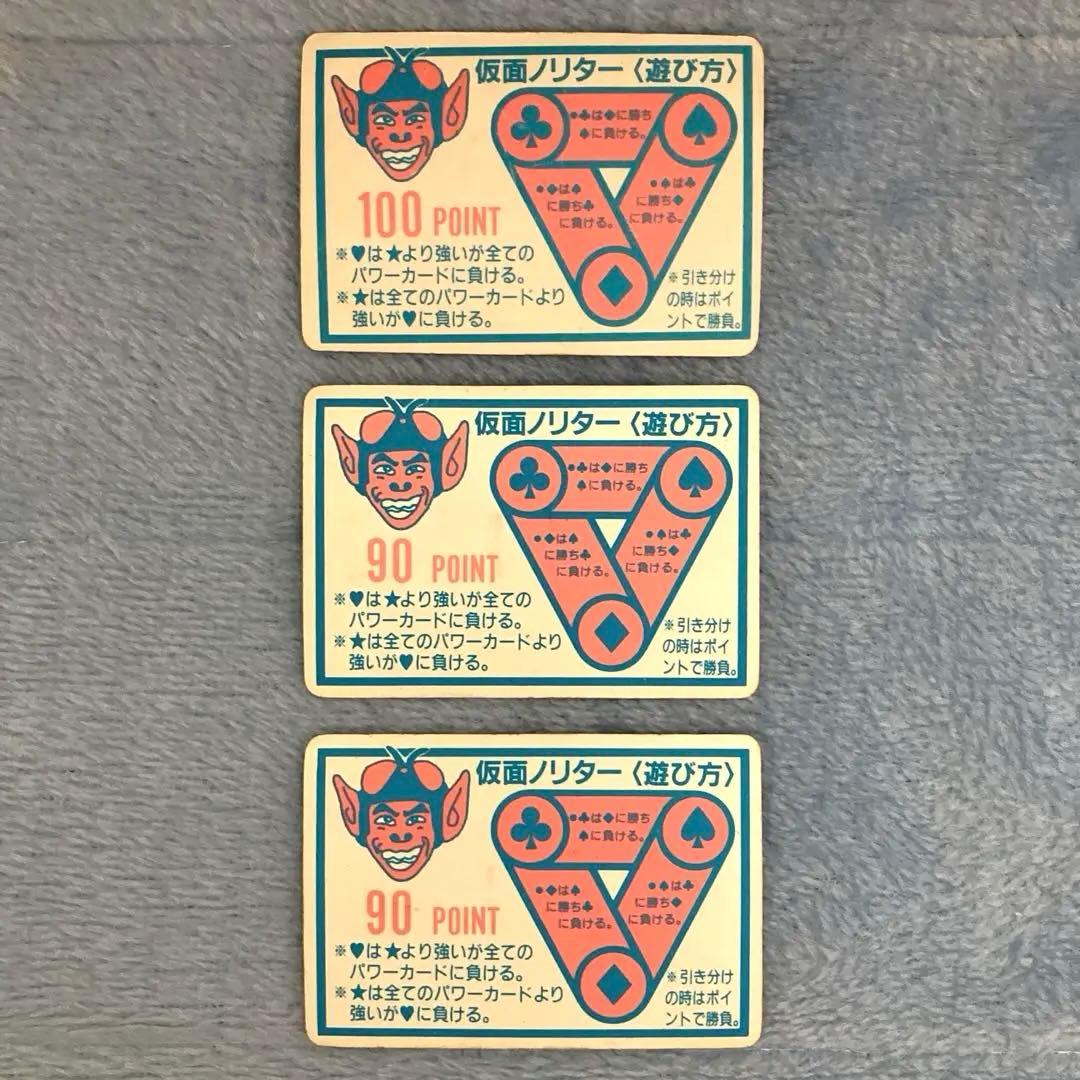 仮面ノリダー〈遊び方〉
●♣は◆に勝ち
♠に負ける。
●◆は♠
に勝ち♣
に負ける。
●♠は♣
に勝ち◆
に負ける。
100 POINT
※♥は★より強いが全ての
パワーカードに負ける。
※★は全てのパワーカードより
強いが♥に負ける。
※引き分け
の時はポイ
ントで勝負。
仮面ノリダー〈遊び方〉
●♣は◆に勝ち
♠に負ける。
●◆は♠
に勝ち♣
に負ける。
●♠は♣
に勝ち◆
に負ける。
90 POINT
※♥は★より強いが全ての
パワーカードに負ける。
※★は全てのパワーカードより
強いが♥に負ける。
※引き分け
の時はポイ
ントで勝負。
仮面ノリダー〈遊び方〉
●♣は◆に勝ち
♠に負ける。
●◆は♠
に勝ち♣
に負ける。
●♠は♣
に勝ち◆
に負ける。
90 POINT
※♥は★より強いが全ての
パワーカードに負ける。
※★は全てのパワーカードより
強いが♥に負ける。
※引き分け
の時はポイ
ントで勝負。